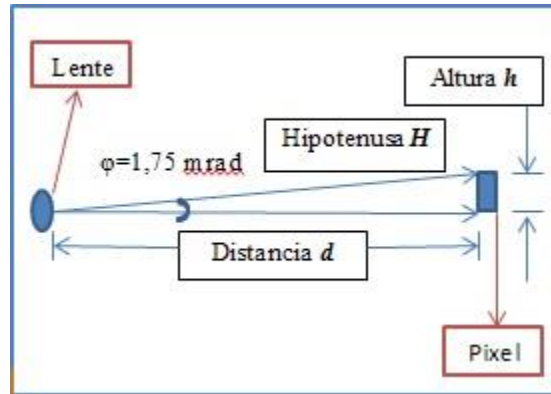 Lente
Altura h
Hipotenusa H
φ=1,75 mrad
Distancia d
Pixel